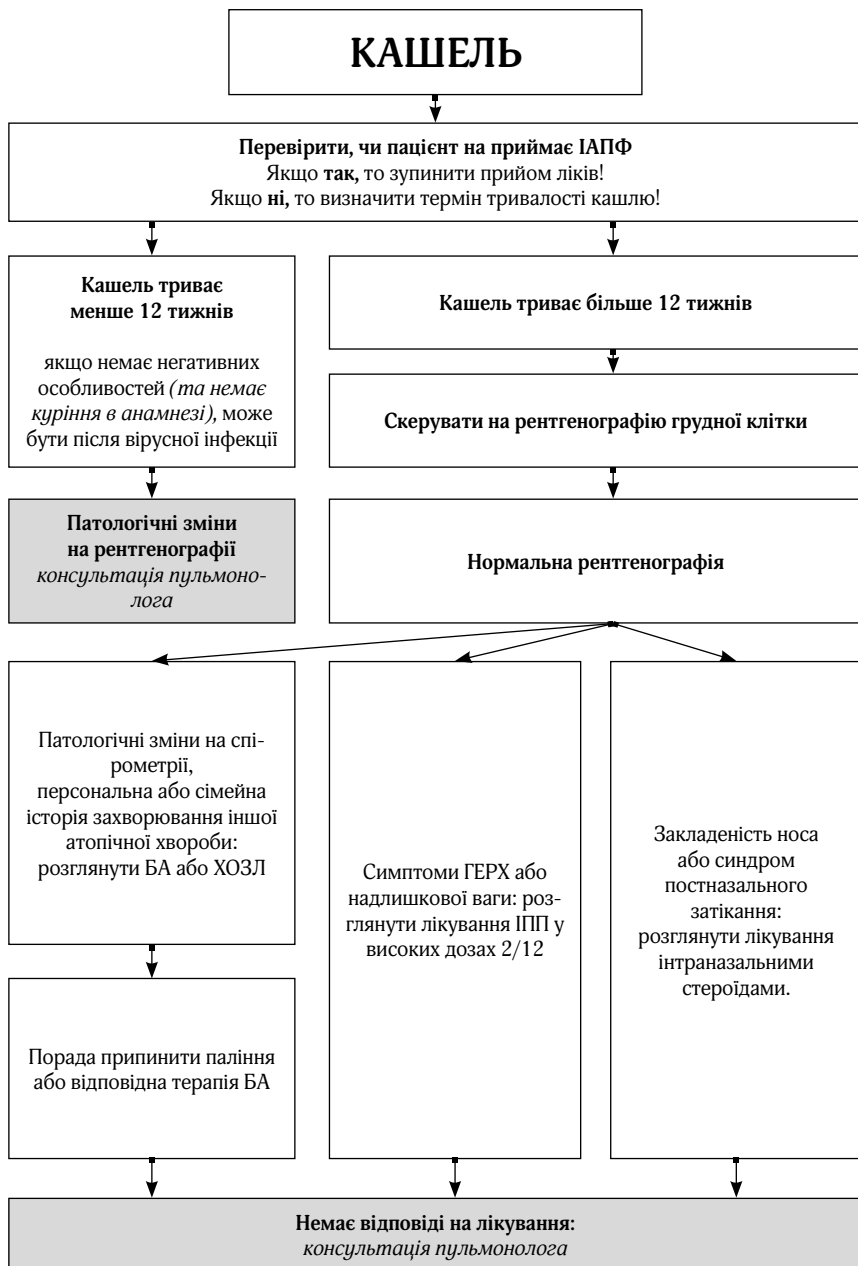 КАШЕЛЬ
Перевірити, чи пацієнт на приймає ІАПФ
Якщо так, то зупинити прийом ліків!
Якщо ні, то визначити термін тривалості кашлю!
Кашель триває
менше 12 тижнів
якщо немає негативних
особливостей (та немає
куріння в анамнезі), може
бути після вірусної інфекції
Кашель триває більше 12 тижнів
Скерувати на рентгенографію грудної клітки
Патологічні зміни
на рентгенографії
консультація пульмоно-
лога
Нормальна рентгенографія
Патологічні зміни на спі-
рометрії,
персональна або сімейна
історія захворювання іншої
атопічної хвороби:
розглянути БА або ХОЗЛ
Порада припинити паління
або відповідна терапія БА
Симптоми ГЕРХ або
надлишкової ваги: роз-
глянути лікування ІПП у
високих дозах 2/12
Закладеність носа
або синдром
постназального
затікання:
розглянути лікування
інтраназальними
стероїдами.
Немає відповіді на лікування:
консультація пульмонолога